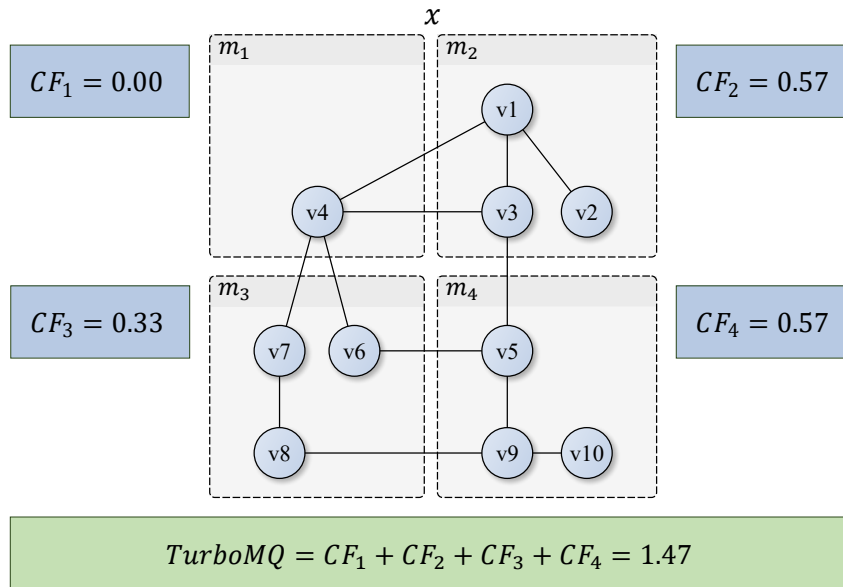 x
m₁
m₂
CF₁ = 0.00
CF₂ = 0.57
v1
v4
v3
v2
m₃
m₄
CF₃ = 0.33
CF₄ = 0.57
v7
v6
v5
v8
v9
v10
TurboMQ = CF₁ + CF₂ + CF₃ + CF₄ = 1.47